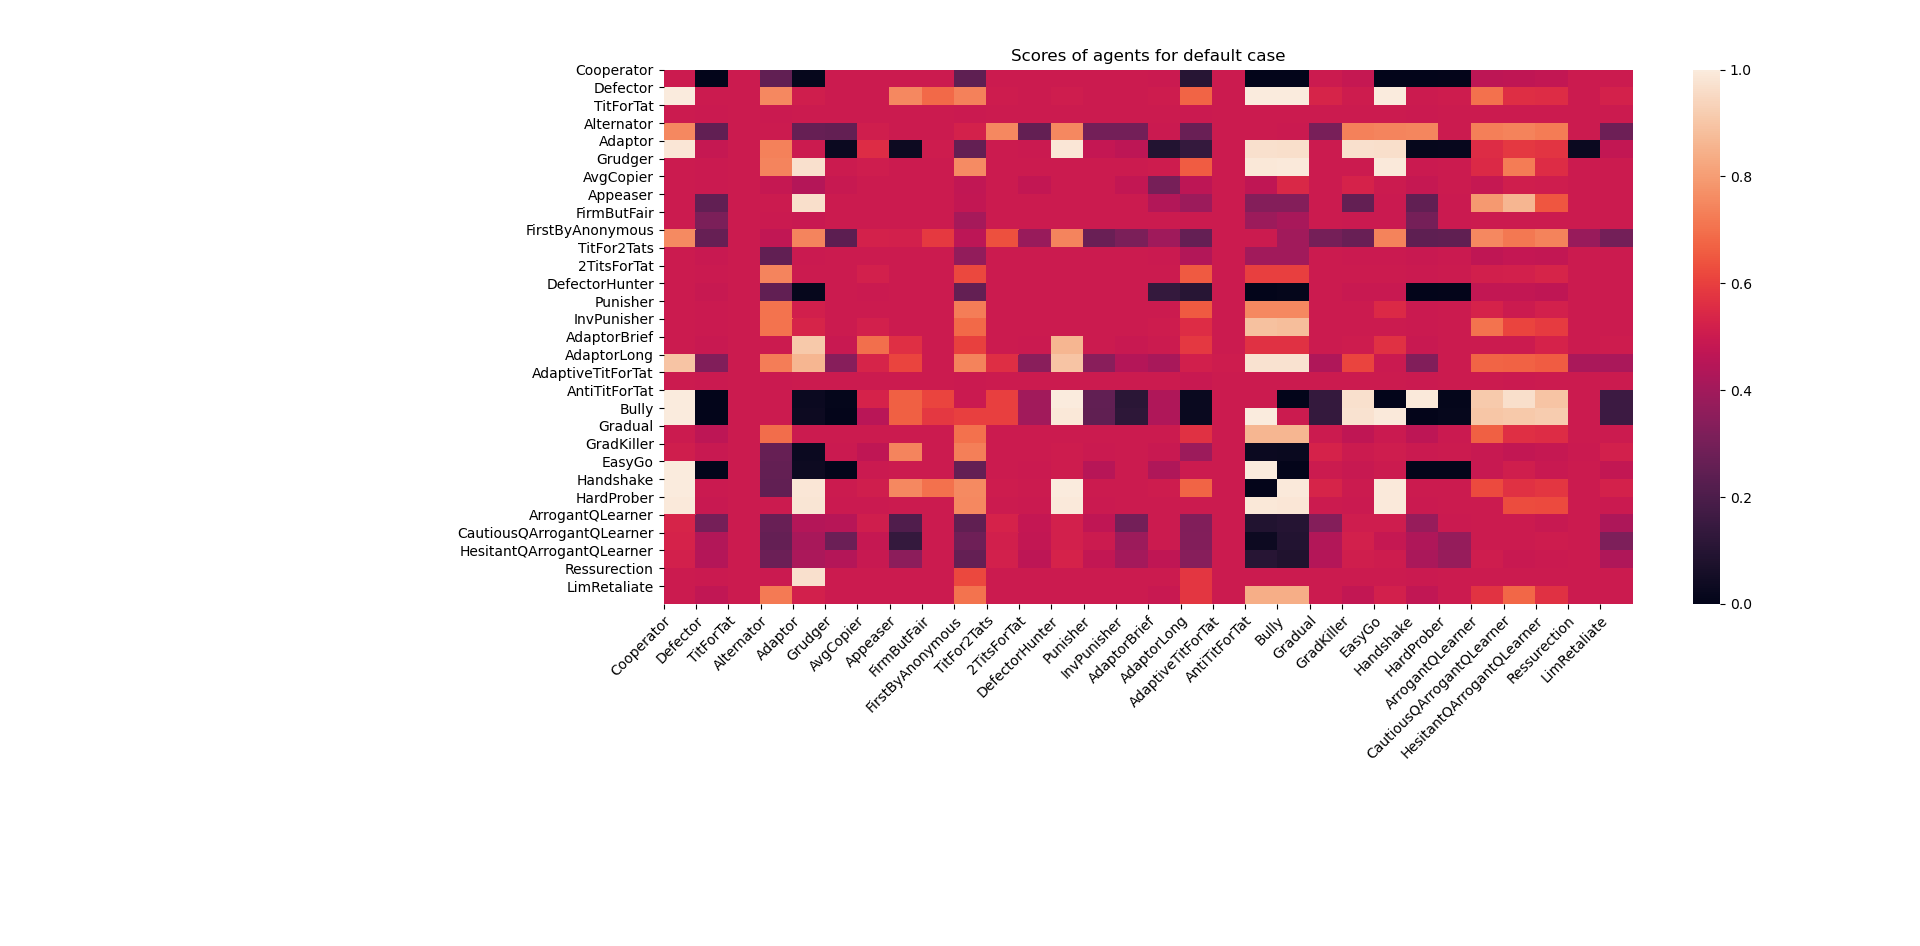 Scores of agents for default case
Cooperator
Defector
TitForTat
Alternator
Adaptor
Grudger
AvgCopier
Appeaser
FirmButFair
FirstByAnonymous
TitFor2Tats
2TitsForTat
DefectorHunter
Punisher
InvPunisher
AdaptorBrief
AdaptorLong
AdaptiveTitForTat
AntiTitForTat
Bully
Gradual
GradKiller
EasyGo
Handshake
HardProber
ArrogantQLearner
CautiousQArrogantQLearner
HesitantQArrogantQLearner
Ressurection
LimRetaliate
Cooperator
Defector
TitForTat
Alternator
Adaptor
Grudger
AvgCopier
Appeaser
FirmButFair
FirstByAnonymous
TitFor2Tats
2TitsForTat
DefectorHunter
Punisher
InvPunisher
AdaptorBrief
AdaptorLong
AdaptiveTitForTat
AntiTitForTat
Bully
Gradual
GradKiller
EasyGo
Handshake
HardProber
ArrogantQLearner
CautiousQArrogantQLearner
HesitantQArrogantQLearner
Ressurection
LimRetaliate
1.0
0.8
0.6
0.4
0.2
0.0